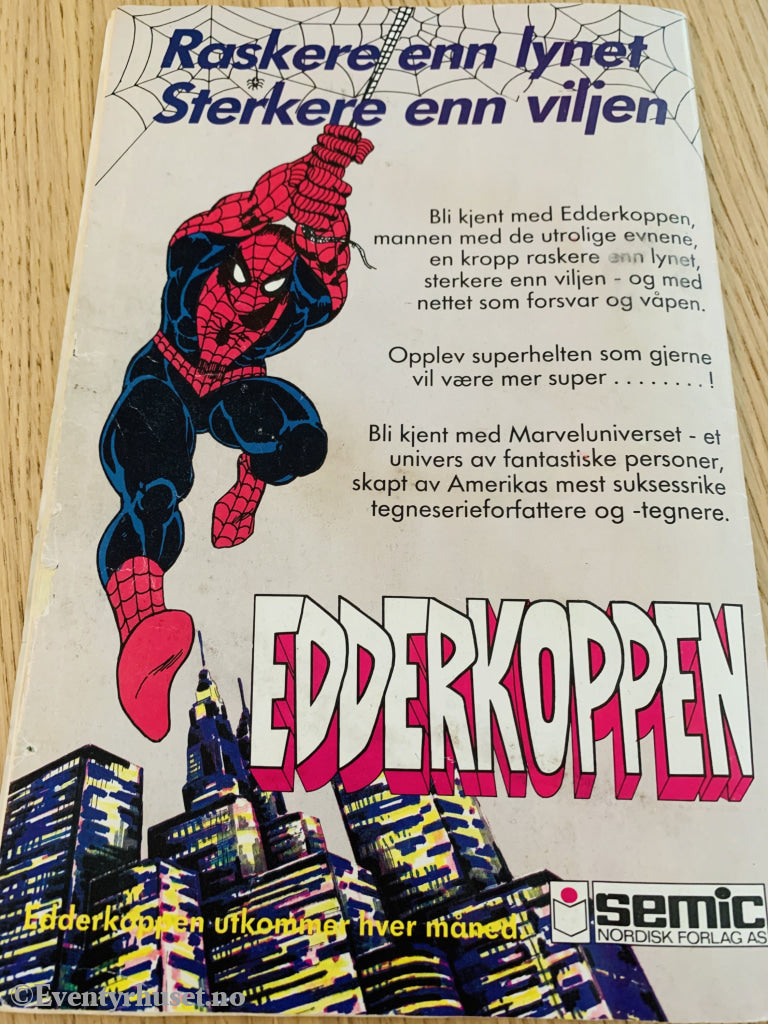 Raskere enn lynet
Sterkere enn viljen
Bli kjent med Edderkoppen,
mannen med de utrolige evnene,
en kropp raskere enn lynet,
sterkere enn viljen - og med
nettet som forsvar og våpen.
Opplev superhelten som gjerne
vil være mer super ........!
Bli kjent med Marveluniverset - et
univers av fantastiske personer,
skapt av Amerikas mest suksessrike
tegneserieforfattere og -tegnere.
EDDERKOPPEN
Edderkoppen utkommer hver måned
semic
NORDISK FORLAG AS
©Eventyrhuset.no